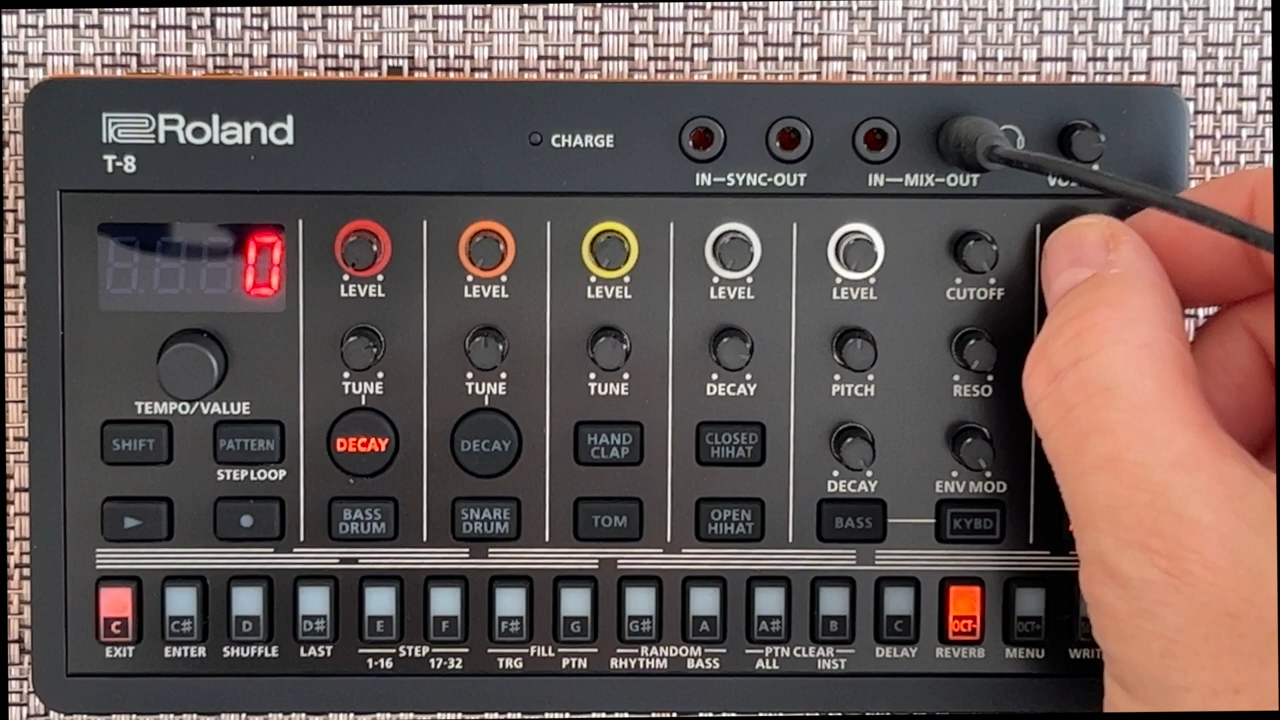 Roland
T-8
CHARGE
IN-SYNC-OUT
IN-MIX-OUT
0
LEVEL LEVEL LEVEL LEVEL LEVEL CUTOFF
TUNE TUNE TUNE DECAY PITCH RESO
TEMPO/VALUE
SHIFT PATTERN DECAY DECAY HAND CLAP CLOSED HIHAT
STEP LOOP
DECAY ENV MOD
BASS DRUM SNARE DRUM TOM OPEN HIHAT BASS KYBD
C C# D D# E F F# G G# A A# B C OCT- OCT+
EXIT ENTER SHUFFLE LAST STEP FILL RANDOM PTN CLEAR DELAY REVERB MENU
1-16 17-32 TRG PTN RHYTHM BASS ALL INST